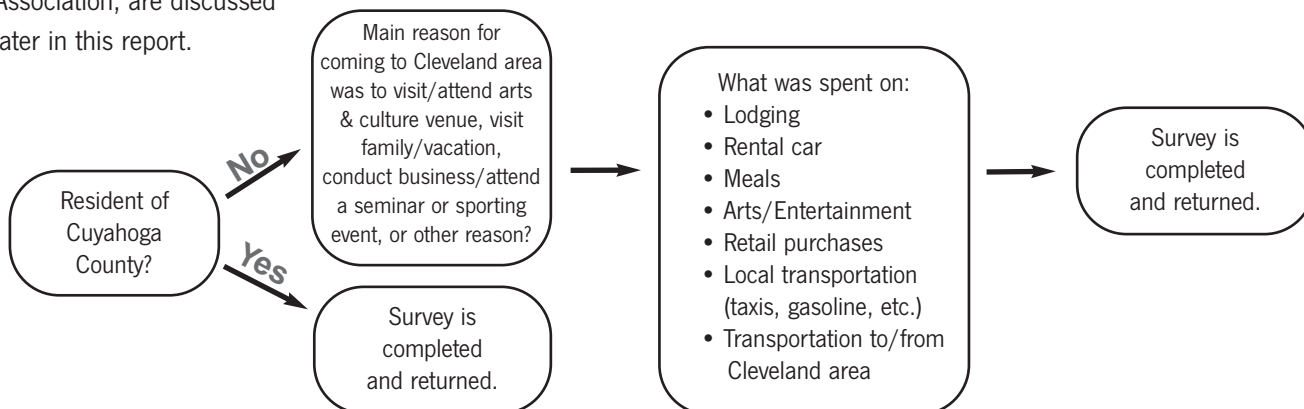 Association, are discussed
ater in this report.
Resident of
Cuyahoga
County?
No
Main reason for
coming to Cleveland area
was to visit/attend arts
& culture venue, visit
family/vacation,
conduct business/attend
a seminar or sporting
event, or other reason?
Yes
Survey is
completed
and returned.
What was spent on:
• Lodging
• Rental car
• Meals
• Arts/Entertainment
• Retail purchases
• Local transportation
(taxis, gasoline, etc.)
• Transportation to/from
Cleveland area
Survey is
completed
and returned.